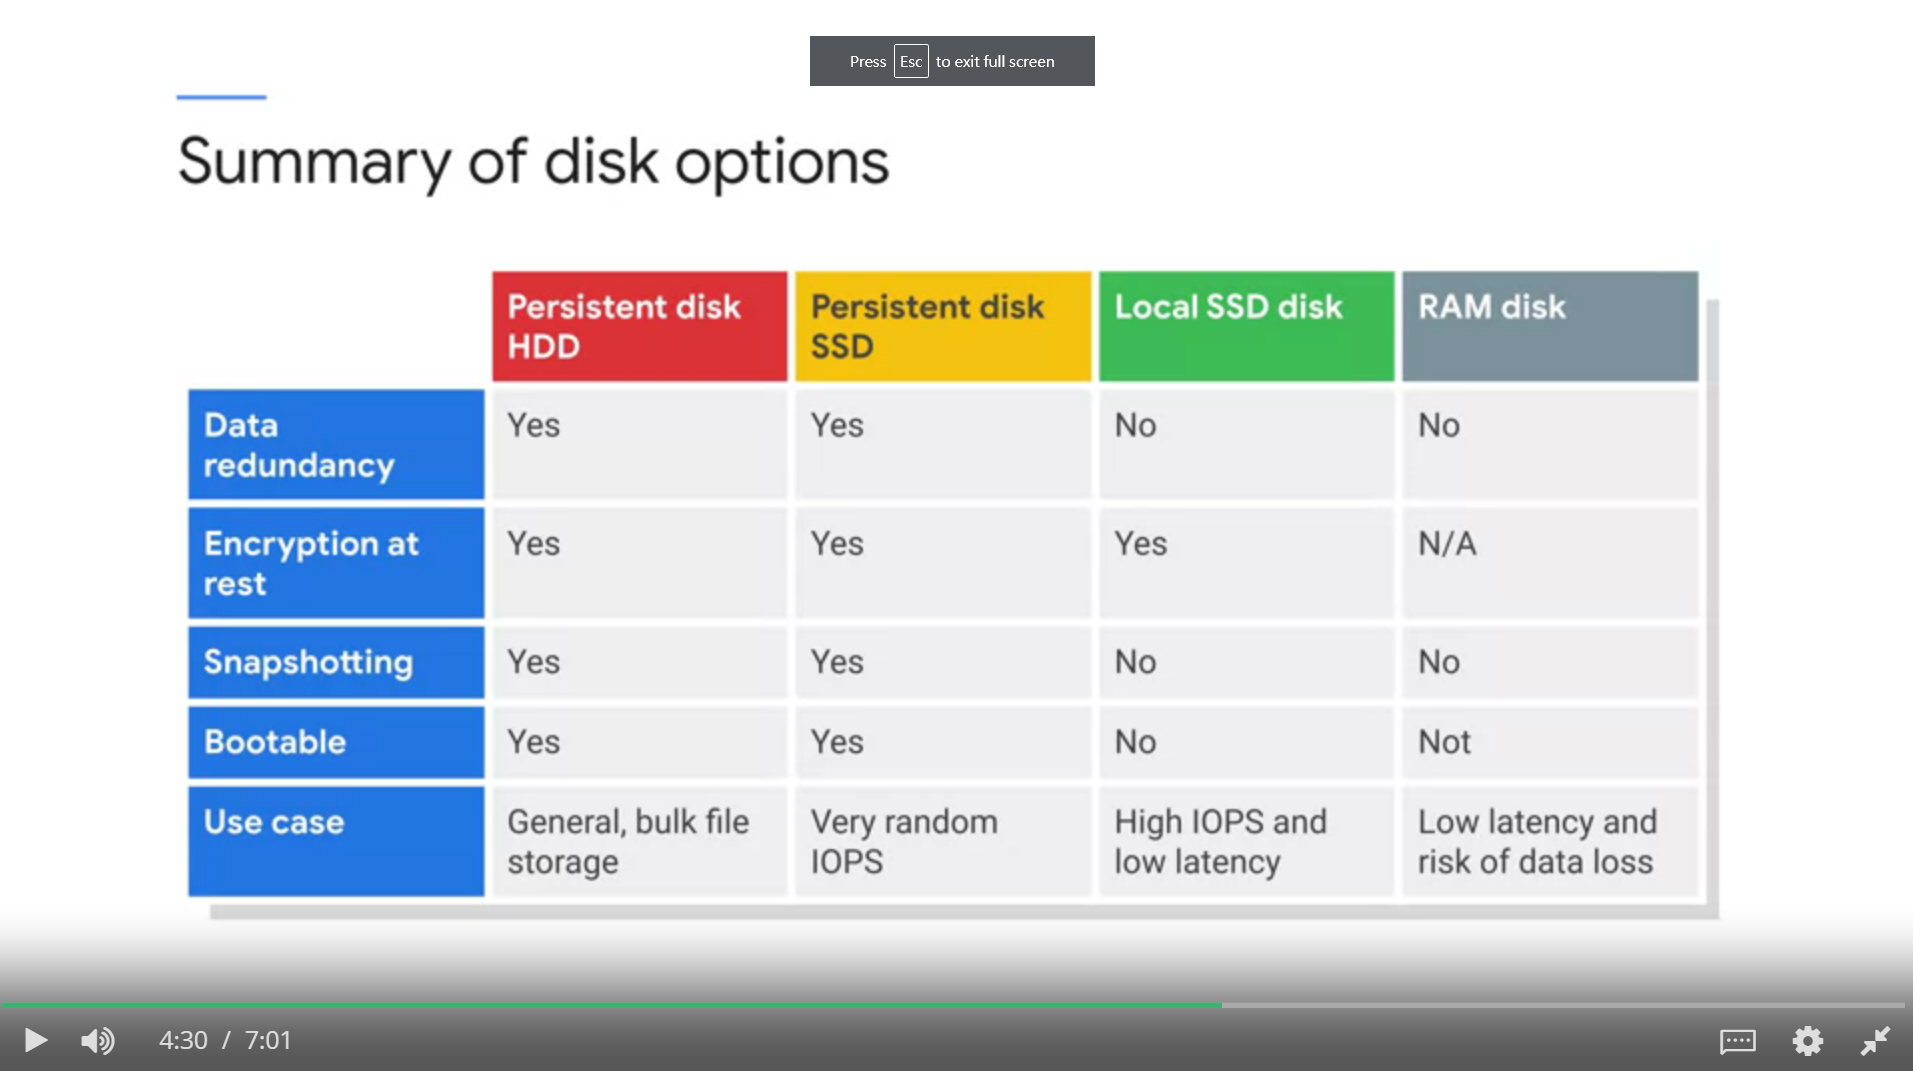 Press Esc to exit full screen
Summary of disk options
Persistent disk
HDD
Persistent disk
SSD
Local SSD disk
RAM disk
Data
redundancy
Yes
Yes
No
No
Encryption at
rest
Yes
Yes
Yes
N/A
Snapshotting
Yes
Yes
No
No
Bootable
Yes
Yes
No
Not
Use case
General, bulk file
storage
Very random
IOPS
High IOPS and
low latency
Low latency and
risk of data loss
4:30 / 7:01